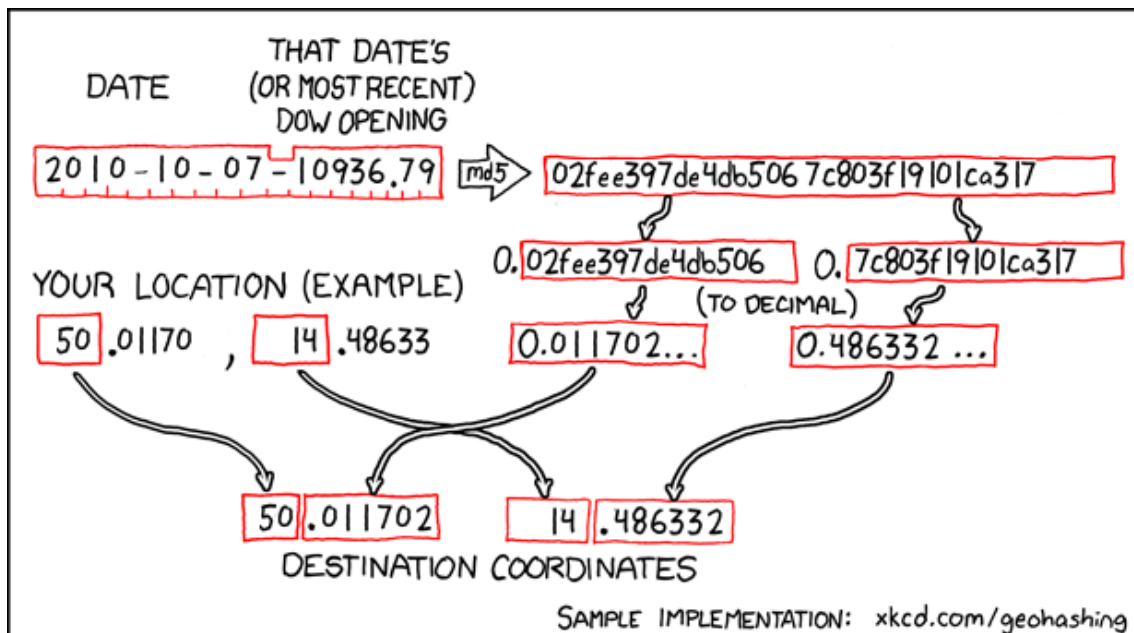 DATE
THAT DATE'S
(OR MOST RECENT)
DOW OPENING
2010-10-07-10936.79
md5
02fee397de4db5067c803f19101ca317
0.02fee397de4db506
0.7c803f19101ca317
YOUR LOCATION (EXAMPLE)
(TO DECIMAL)
50.01170, 14.48633
0.011702...
0.486332 ...
50.011702
14.486332
DESTINATION COORDINATES
SAMPLE IMPLEMENTATION: xkcd.com/geohashing